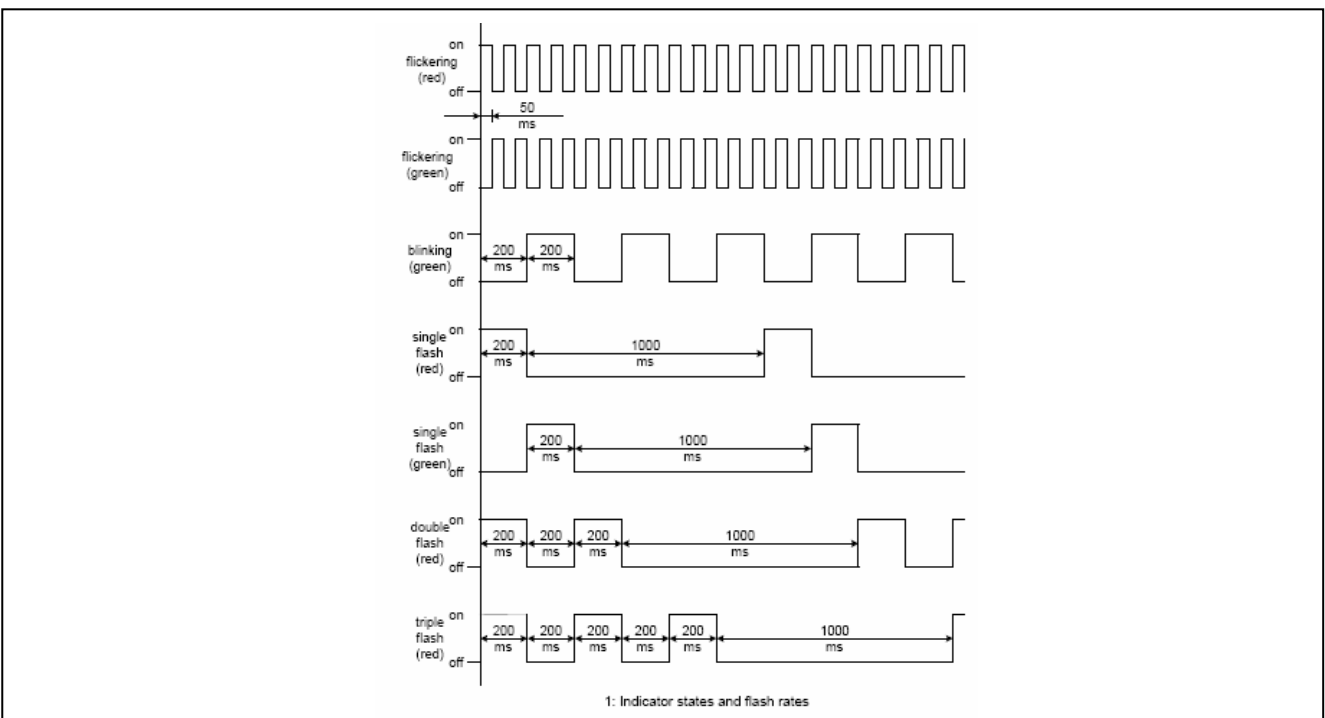 on
flickering
(red)
off
50
ms
on
flickering
(green)
off
on
blinking
(green)
off
200
ms
200
ms
on
single
flash
(red)
off
200
ms
1000
ms
on
single
flash
(green)
off
200
ms
1000
ms
on
double
flash
(red)
off
200
ms
200
ms
200
ms
1000
ms
on
triple
flash
(red)
off
200
ms
200
ms
200
ms
200
ms
200
ms
1000
ms
1: Indicator states and flash rates